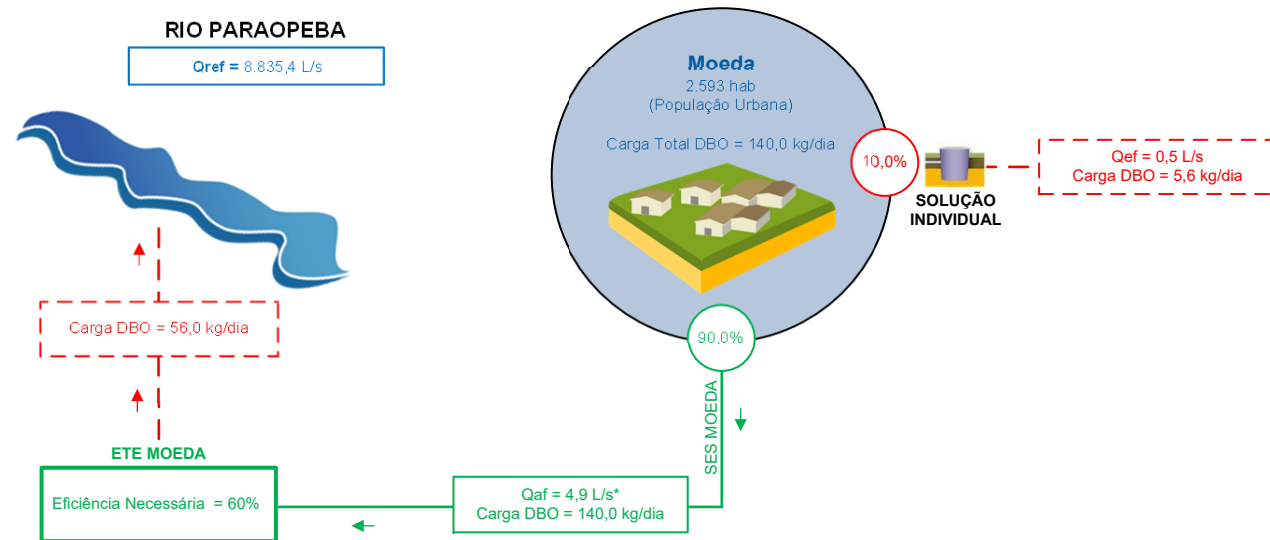 RIO PARAOPEBA
Qref = 8.835,4 L/s
Moeda
2.593 hab
(População Urbana)
Carga Total DBO = 140,0 kg/dia
10,0%
SOLUÇÃO
INDIVIDUAL
Qef = 0,5 L/s
Carga DBO = 5,6 kg/dia
90,0%
SES MOEDA
Carga DBO = 56,0 kg/dia
ETE MOEDA
Eficiência Necessária = 60%
Qaf = 4,9 L/s*
Carga DBO = 140,0 kg/dia